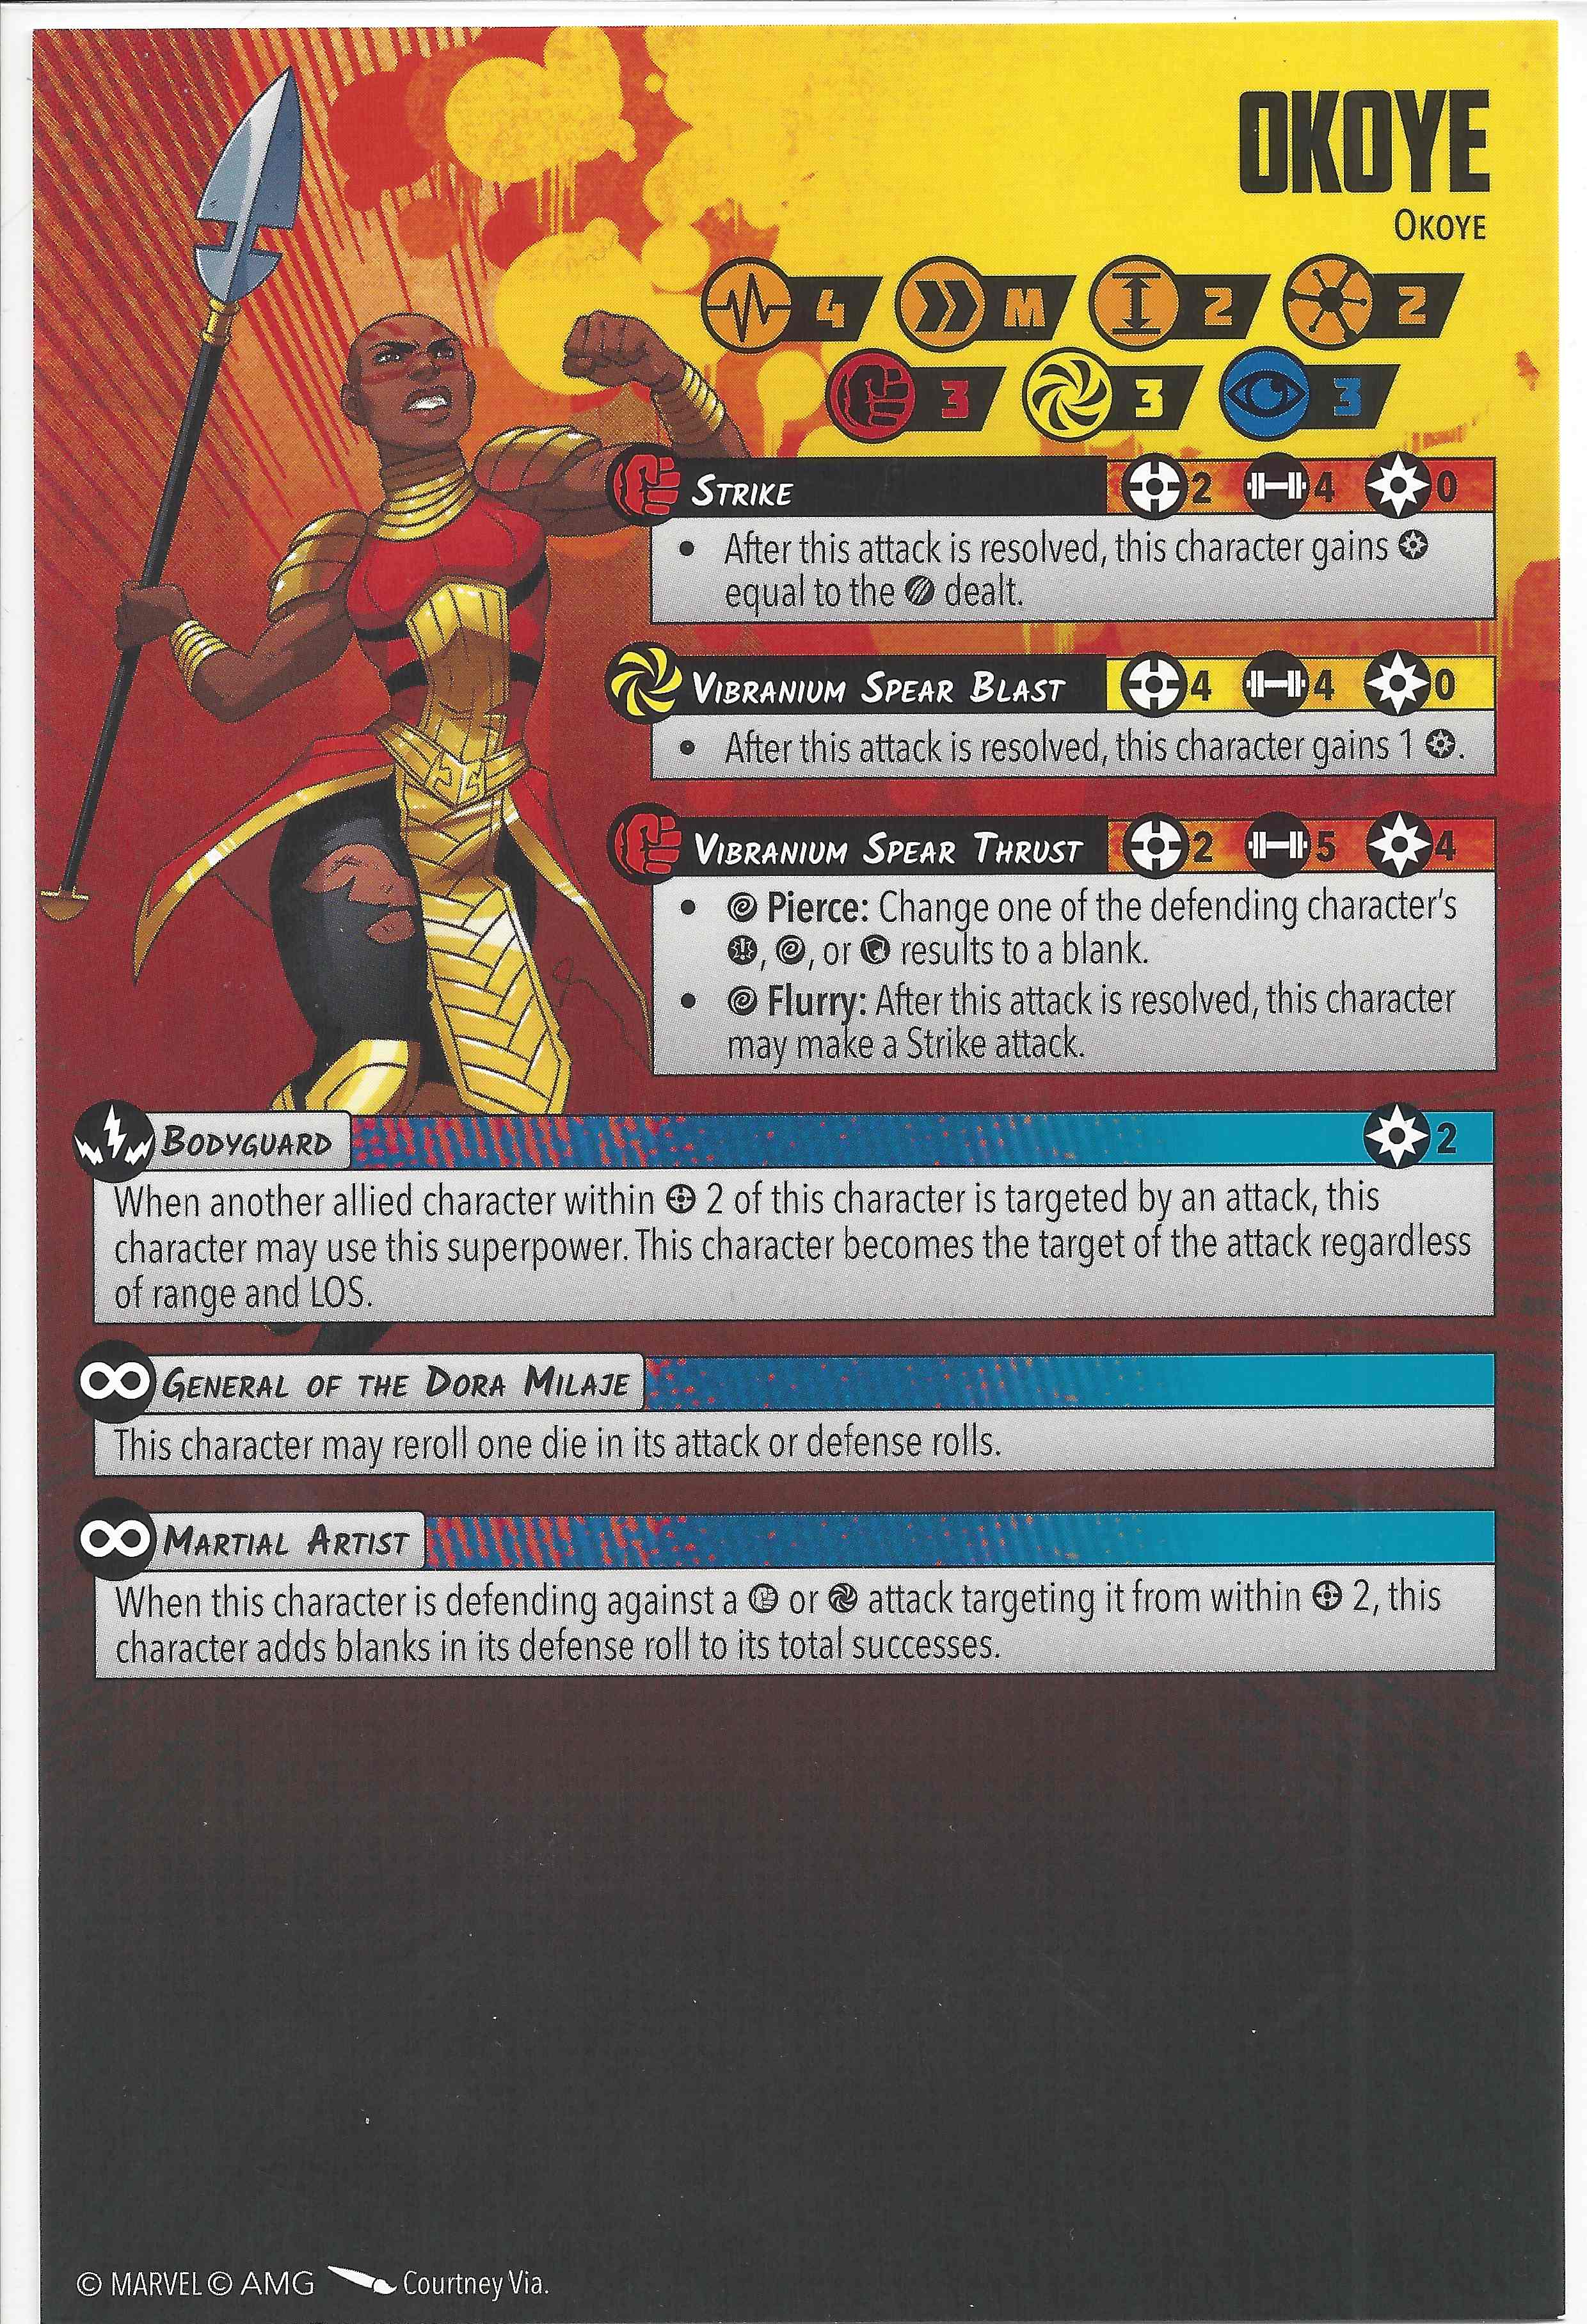 OKOYE
OKOYE
4 M 2 2
3 3 3
STRIKE 2 4 0
• After this attack is resolved, this character gains
equal to the dealt.
VIBRANIUM SPEAR BLAST 4 4 0
• After this attack is resolved, this character gains 1 .
VIBRANIUM SPEAR THRUST 2 5 4
• Pierce: Change one of the defending character's
, , or results to a blank.
• Flurry: After this attack is resolved, this character
may make a Strike attack.
BODYGUARD 2
When another allied character within 2 of this character is targeted by an attack, this
character may use this superpower. This character becomes the target of the attack regardless
of range and LOS.
GENERAL OF THE DORA MILAJE
This character may reroll one die in its attack or defense rolls.
MARTIAL ARTIST
When this character is defending against a or attack targeting it from within 2, this
character adds blanks in its defense roll to its total successes.
© MARVEL © AMG Courtney Via.